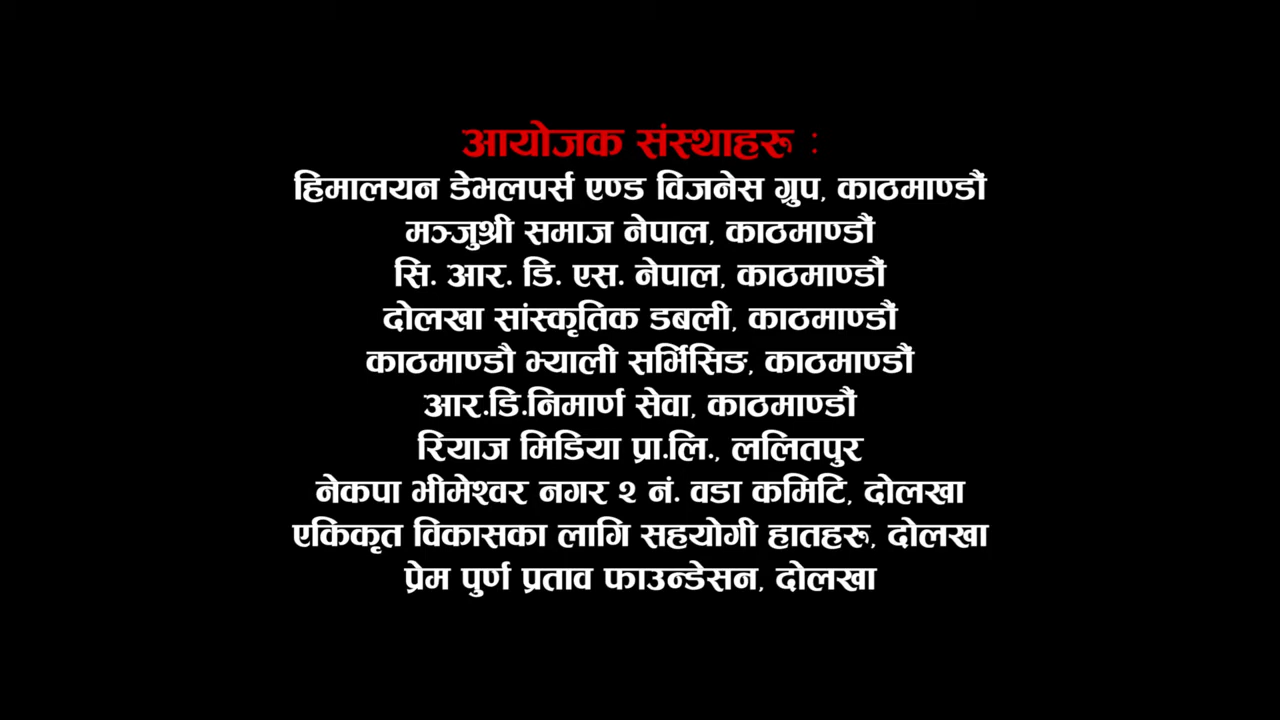 आयोजक संस्थाहरू :
हिमालयन डेभलपर्स एण्ड विजनेस ग्रुप, काठमाण्डौं
मञ्जुश्री समाज नेपाल, काठमाण्डौं
सि. आर. डि. एस. नेपाल, काठमाण्डौं
दोलखा सांस्कृतिक डबली, काठमाण्डौं
काठमाण्डौ भ्याली सर्भिसिङ, काठमाण्डौं
आर.डि.निमार्ण सेवा, काठमाण्डौं
रियाज मिडिया प्रा.लि., ललितपुर
नेकपा भीमेश्वर नगर २ नं. वडा कमिटि, दोलखा
एकिकृत विकासका लागि सहयोगी हातहरू, दोलखा
प्रेम पुर्ण प्रताव फाउन्डेसन, दोलखा